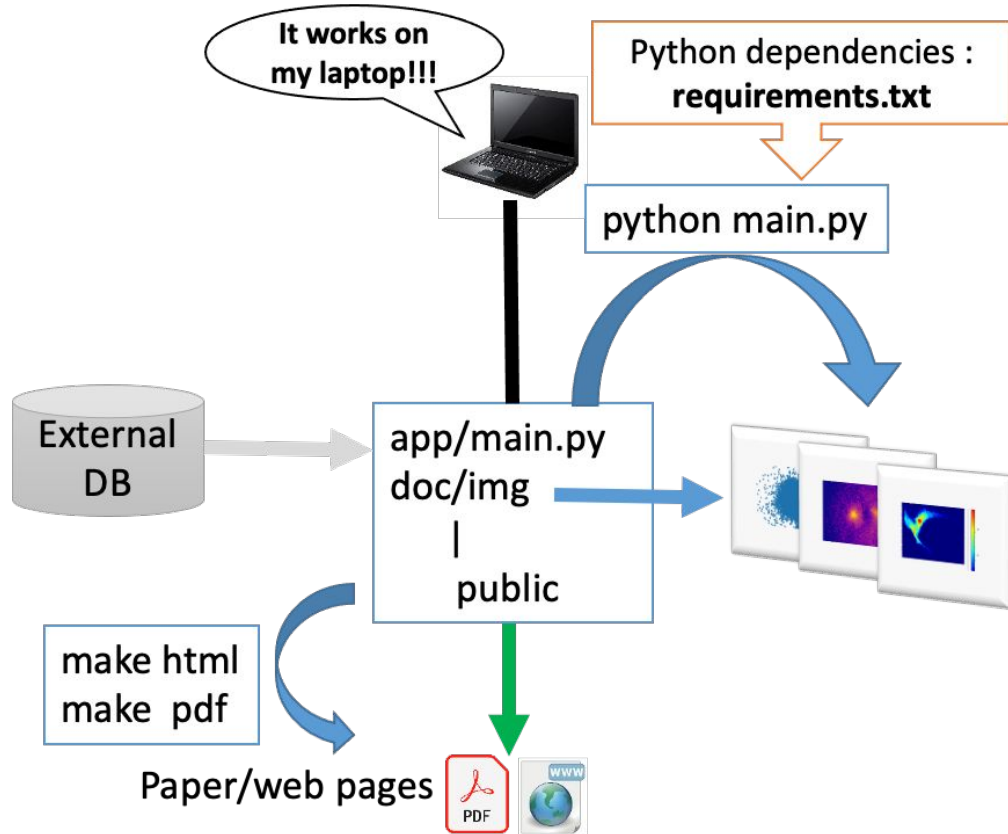 It works on
my laptop!!!
Python dependencies :
requirements.txt
python main.py
External
DB
app/main.py
doc/img
|
public
make html
make  pdf
Paper/web pages
PDF
WWW